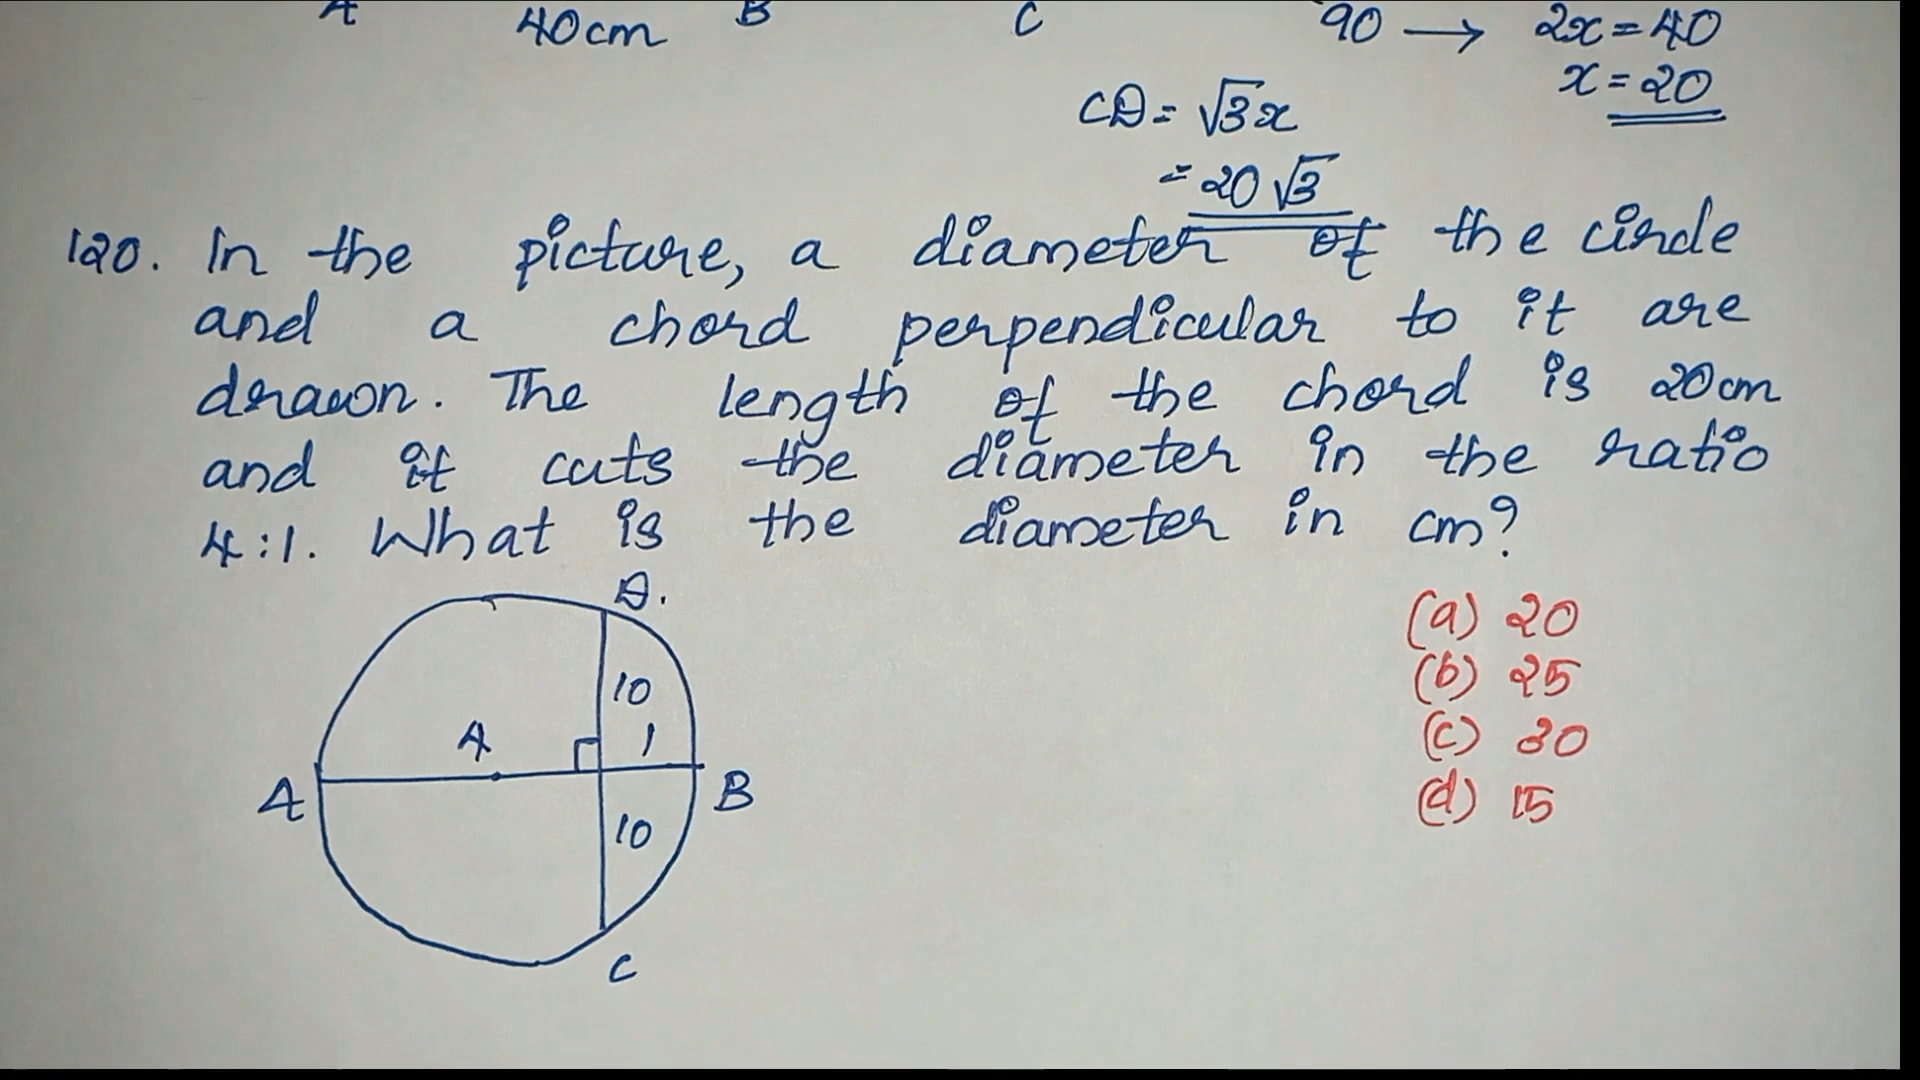 A 40cm B C 90 → 2x=40
x=20
CD= √3x
= 20√3
120. In the picture, a diameter of the circle
and a chord perpendicular to it are
drawn. The length of the chord is 20cm
and it cuts the diameter in the ratio
4:1. What is the diameter in cm?
D.
(a) 20
(b) 25
(c) 30
(d) 15
10
4 1
A B
10
C